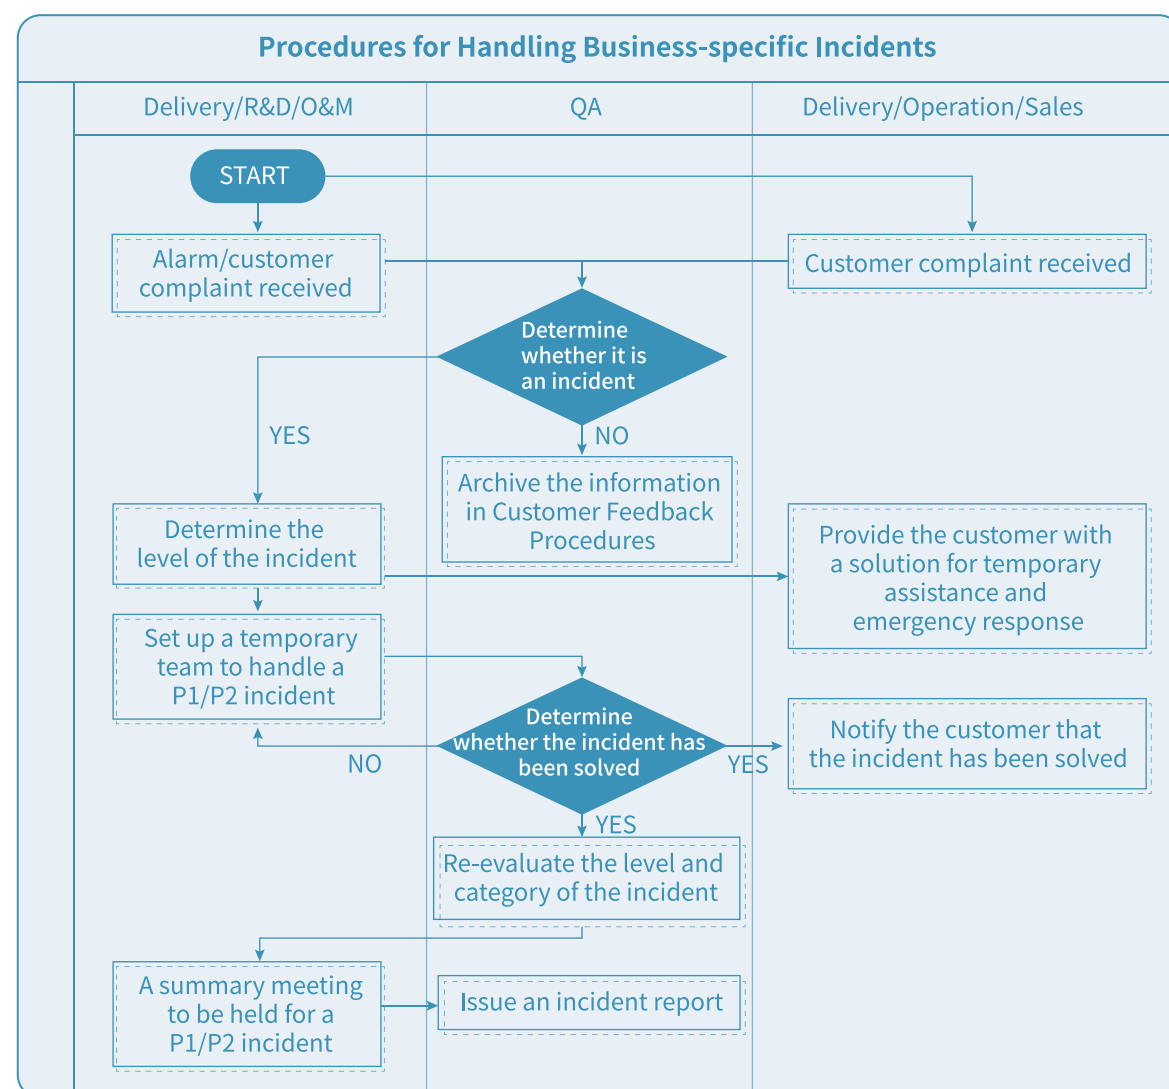 Procedures for Handling Business-specific Incidents
Delivery/R&D/O&M
QA
Delivery/Operation/Sales
START
Alarm/customer
complaint received
Customer complaint received
Determine
whether it is
an incident
YES
NO
Archive the information
in Customer Feedback
Procedures
Determine the
level of the incident
Provide the customer with
a solution for temporary
assistance and
emergency response
Set up a temporary
team to handle a
P1/P2 incident
Determine
whether the incident has
been solved
NO
YES
Notify the customer that
the incident has been solved
YES
Re-evaluate the level and
category of the incident
A summary meeting
to be held for a
P1/P2 incident
Issue an incident report